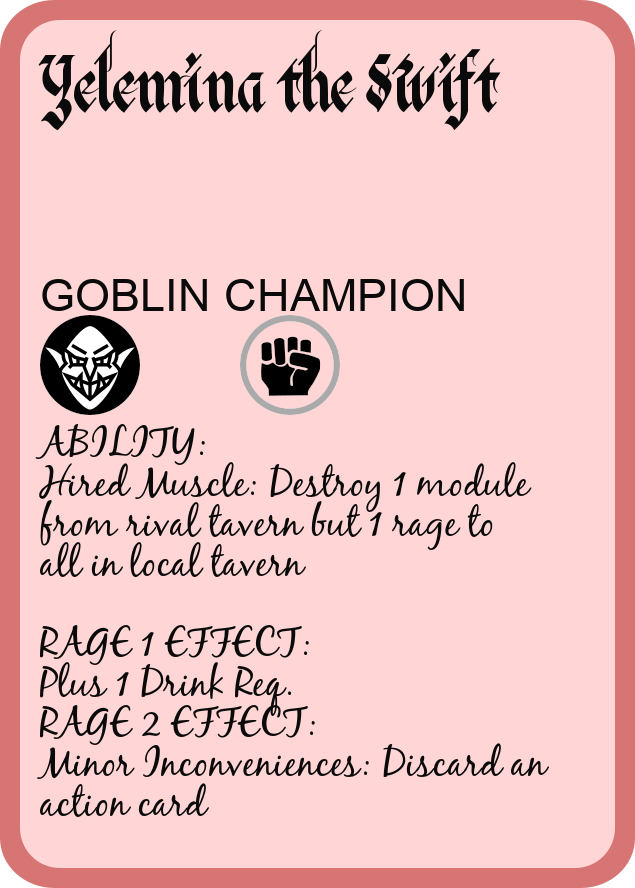 Yelemina the Swift
GOBLIN CHAMPION
ABILITY:
Hired Muscle: Destroy 1 module
from rival tavern but 1 rage to
all in local tavern
RAGE 1 EFFECT:
Plus 1 Drink Req.
RAGE 2 EFFECT:
Minor Inconveniences: Discard an
action card